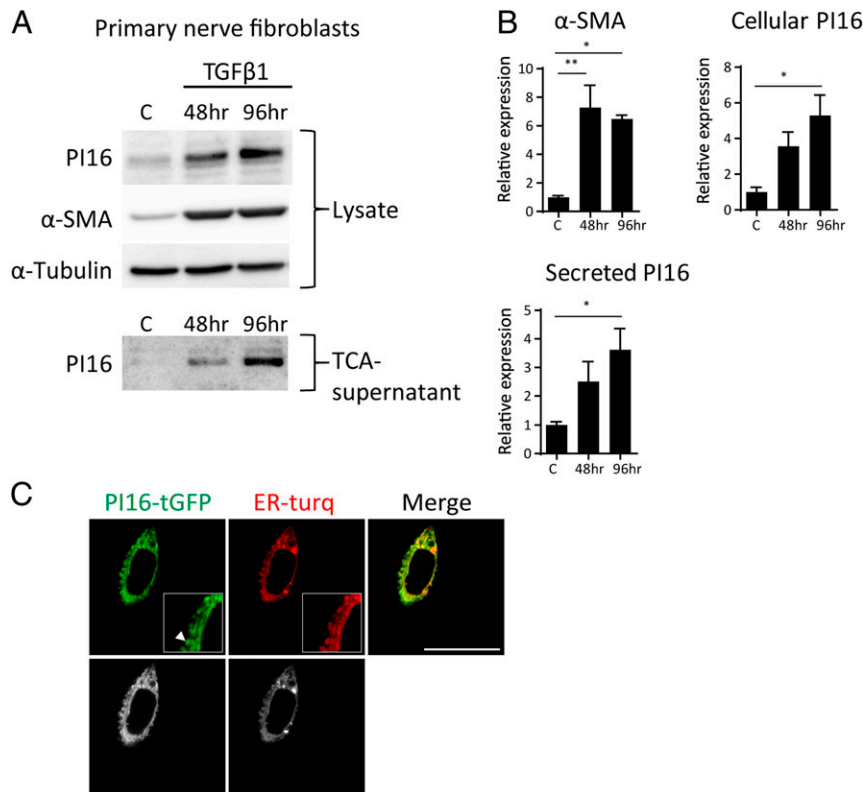 A
Primary nerve fibroblasts
TGFβ1
C 48hr 96hr
PI16
α-SMA
α-Tubulin
Lysate
C 48hr 96hr
PI16
TCA-
supernatant
B
α-SMA
Relative expression
10
8
6
4
2
0
*
**
C 48hr 96hr
Cellular PI16
Relative expression
8
6
4
2
0
*
C 48hr 96hr
Secreted PI16
Relative expression
5
4
3
2
1
0
*
C 48hr 96hr
C
PI16-tGFP ER-turq Merge